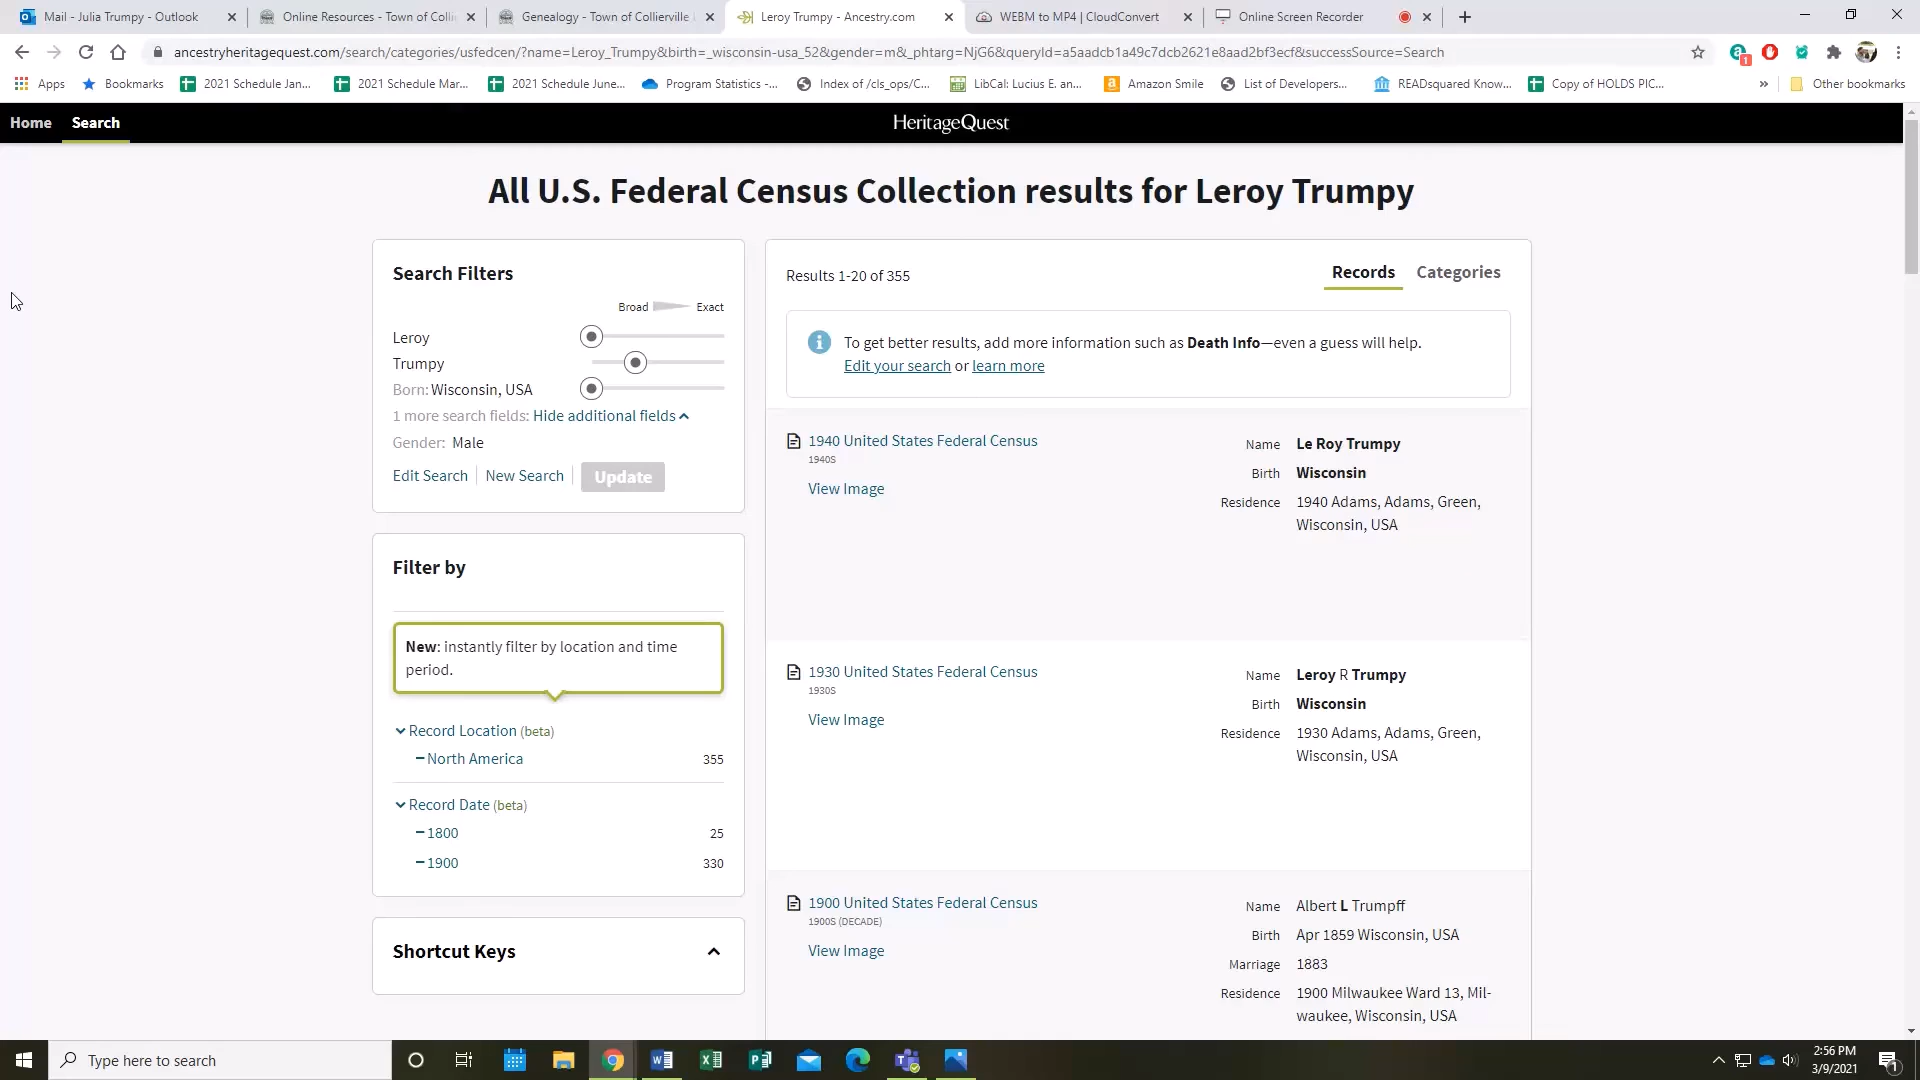 Mail - Julia Trumpy - Outlook
Online Resources - Town of Colli
Genealogy - Town of Collierville
Leroy Trumpy - Ancestry.com
WEBM to MP4 | CloudConvert
Online Screen Recorder
ancestryheritagequest.com/search/categories/usfedcen/?name=Leroy_Trumpy&birth=_wisconsin-usa_52&gender=m&_phtarg=NjG6&queryId=a5aadcb1a49c7dcb2621e8aad2bf3ecf&successSource=Search
Apps
Bookmarks
2021 Schedule Jan...
2021 Schedule Mar...
2021 Schedule June...
Program Statistics -...
Index of /cls_ops/C...
LibCal: Lucius E. an...
Amazon Smile
List of Developers...
READsquared Know...
Copy of HOLDS PIC...
»
Other bookmarks
Home
Search
HeritageQuest
All U.S. Federal Census Collection results for Leroy Trumpy
Search Filters
Broad
Exact
Leroy
Trumpy
Born: Wisconsin, USA
1 more search fields: Hide additional fields
Gender: Male
Edit Search
New Search
Update
Filter by
New: instantly filter by location and time
period.
Record Location (beta)
North America 355
Record Date (beta)
1800 25
1900 330
Shortcut Keys
Results 1-20 of 355
Records
Categories
To get better results, add more information such as Death Info—even a guess will help.
Edit your search or learn more
1940 United States Federal Census
1940S
View Image
Name Le Roy Trumpy
Birth Wisconsin
Residence 1940 Adams, Adams, Green,
Wisconsin, USA
1930 United States Federal Census
1930S
View Image
Name Leroy R Trumpy
Birth Wisconsin
Residence 1930 Adams, Adams, Green,
Wisconsin, USA
1900 United States Federal Census
1900S (DECADE)
View Image
Name Albert L Trumpff
Birth Apr 1859 Wisconsin, USA
Marriage 1883
Residence 1900 Milwaukee Ward 13, Mil-
waukee, Wisconsin, USA
Type here to search
2:56 PM
3/9/2021